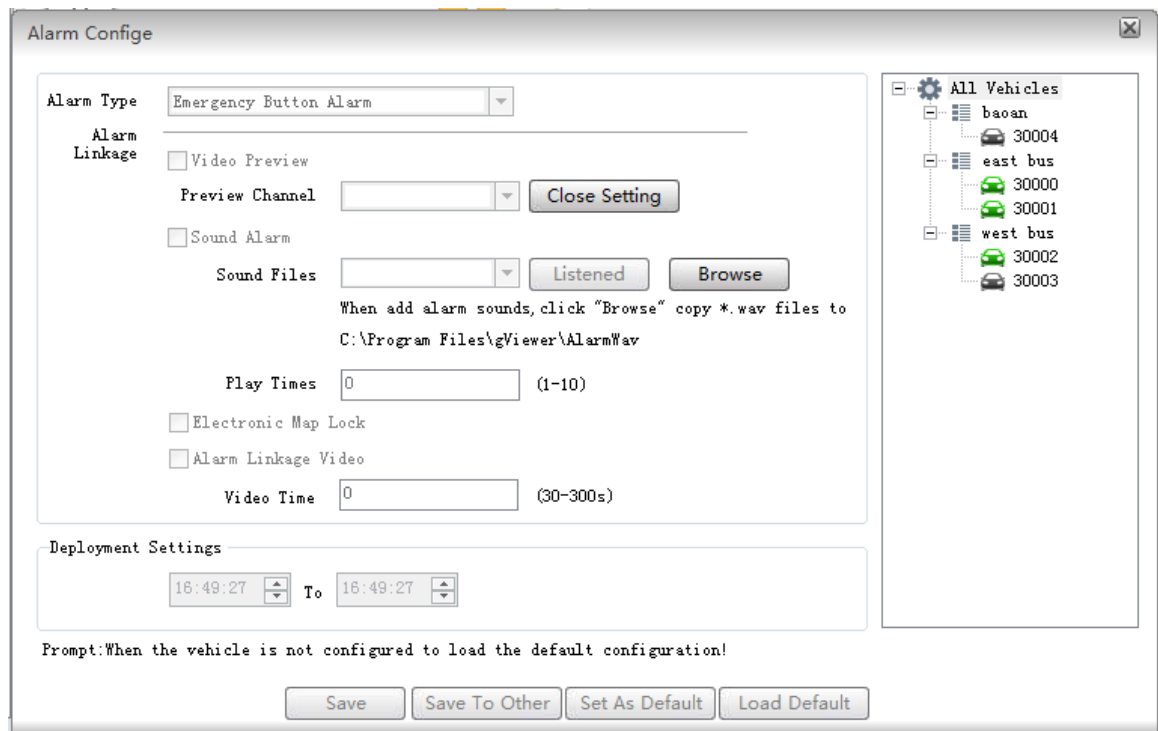 Alarm Confige
Alarm Type Emergency Button Alarm
Alarm Linkage
Video Preview
Preview Channel Close Setting
Sound Alarm
Sound Files Listened Browse
When add alarm sounds,click "Browse" copy *.wav files to
C:\Program Files\gViewer\AlarmWav
Play Times 0 (1-10)
Electronic Map Lock
Alarm Linkage Video
Video Time 0 (30-300s)
Deployment Settings
16:49:27 To 16:49:27
Prompt:When the vehicle is not configured to load the default configuration!
Save Save To Other Set As Default Load Default
All Vehicles
baoan
30004
east bus
30000
30001
west bus
30002
30003